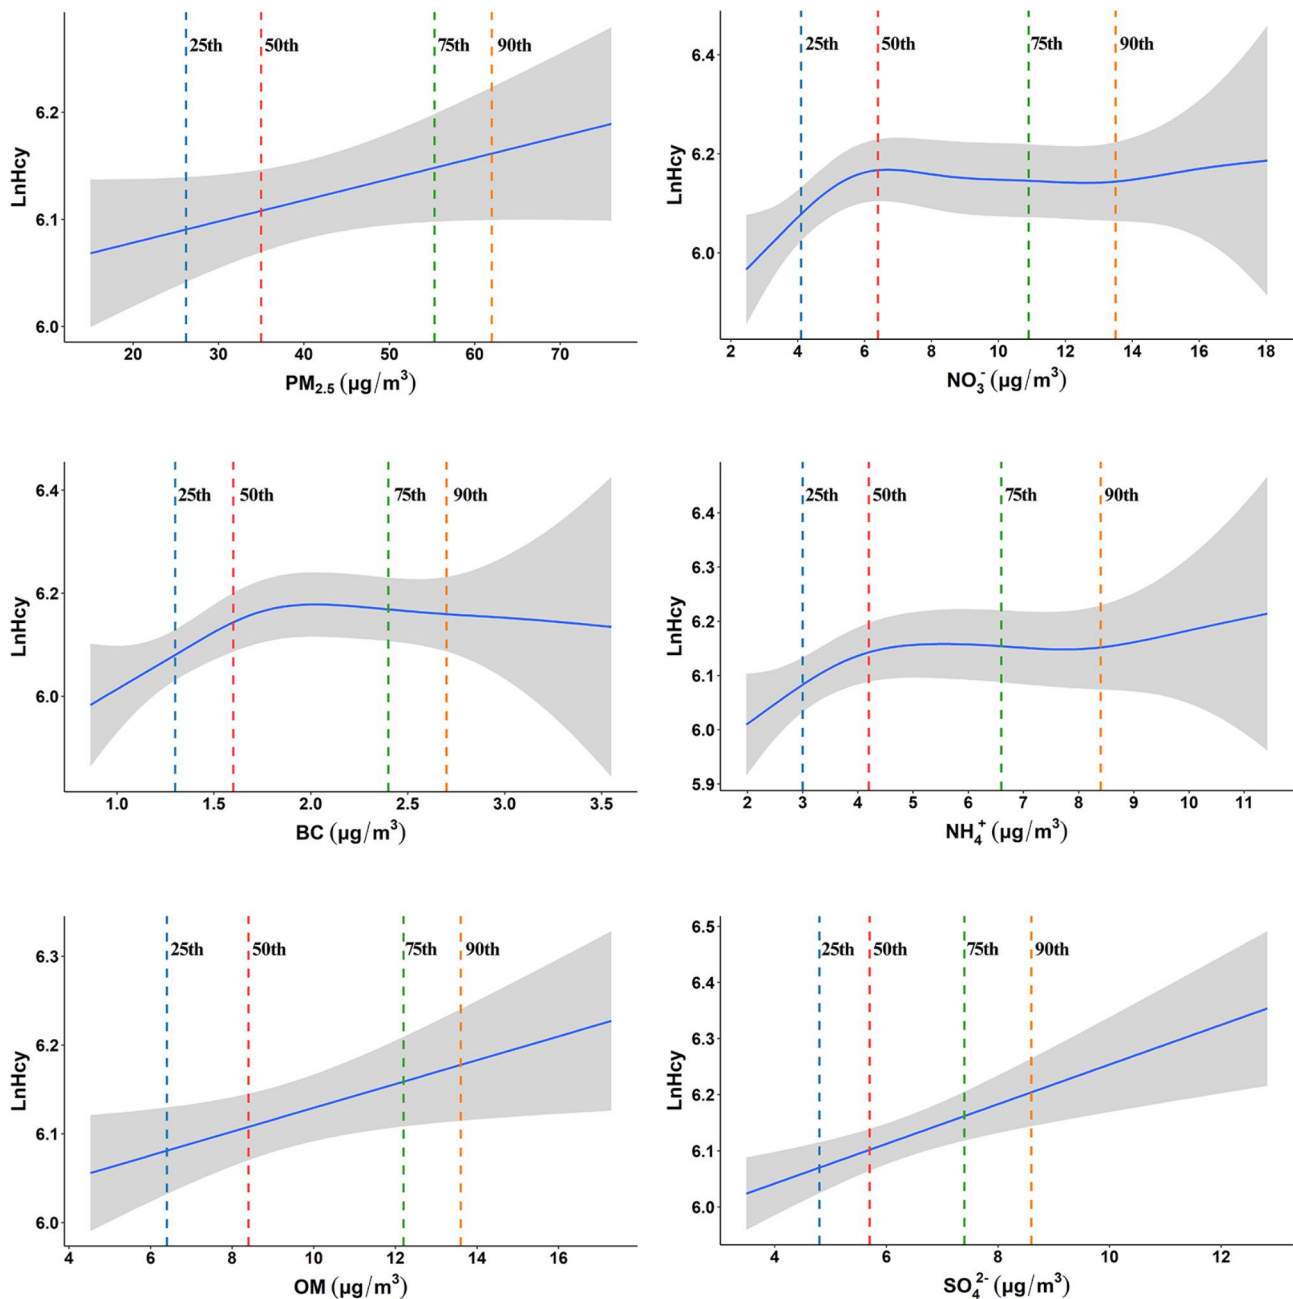 25th 50th 75th 90th
6.2
6.1
6.0
LnHcy
20 30 40 50 60 70
PM2.5 (μg/m³)
25th 50th 75th 90th
6.4
6.2
6.0
LnHcy
2 4 6 8 10 12 14 16 18
NO₃⁻ (μg/m³)
25th 50th 75th 90th
6.4
6.2
6.0
LnHcy
1.0 1.5 2.0 2.5 3.0 3.5
BC (μg/m³)
25th 50th 75th 90th
6.4
6.3
6.2
6.1
6.0
5.9
LnHcy
2 3 4 5 6 7 8 9 10 11
NH₄⁺ (μg/m³)
25th 50th 75th 90th
6.3
6.2
6.1
6.0
LnHcy
4 6 8 10 12 14 16
OM (μg/m³)
25th 50th 75th 90th
6.5
6.4
6.3
6.2
6.1
6.0
LnHcy
4 6 8 10 12
SO₄²⁻ (μg/m³)